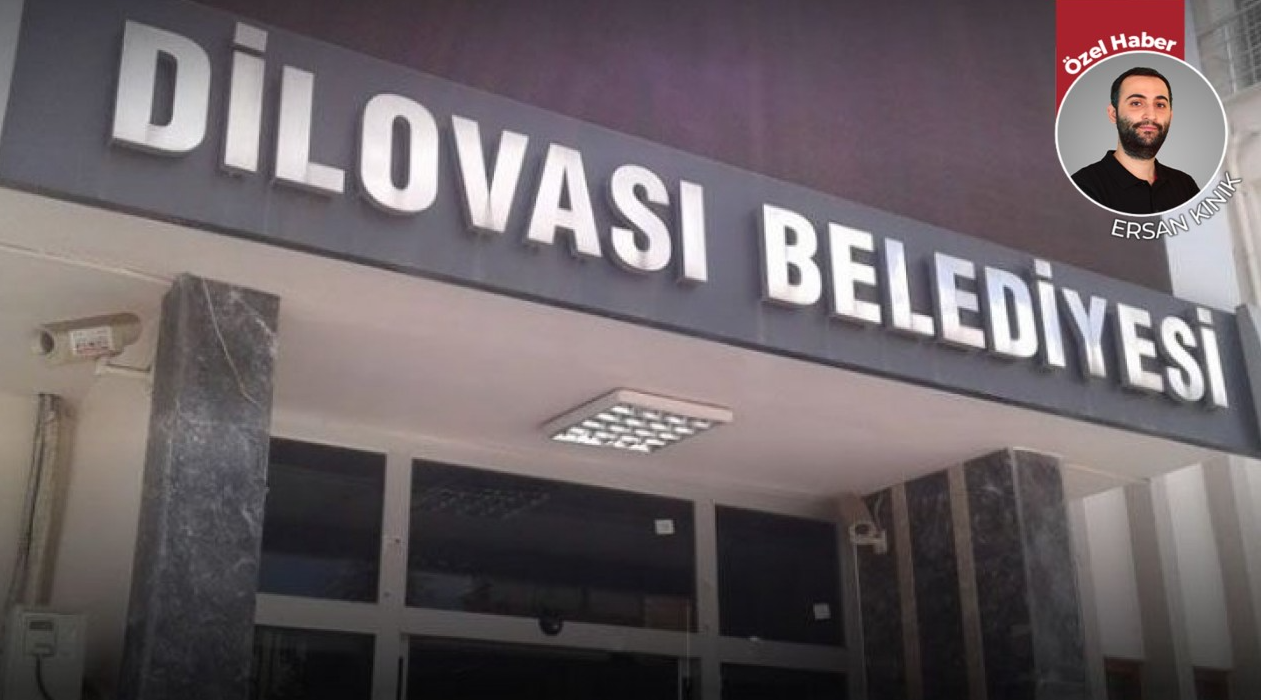 DİLOVASI BELEDİYESİ
Özel Haber
ERSAN KINIK